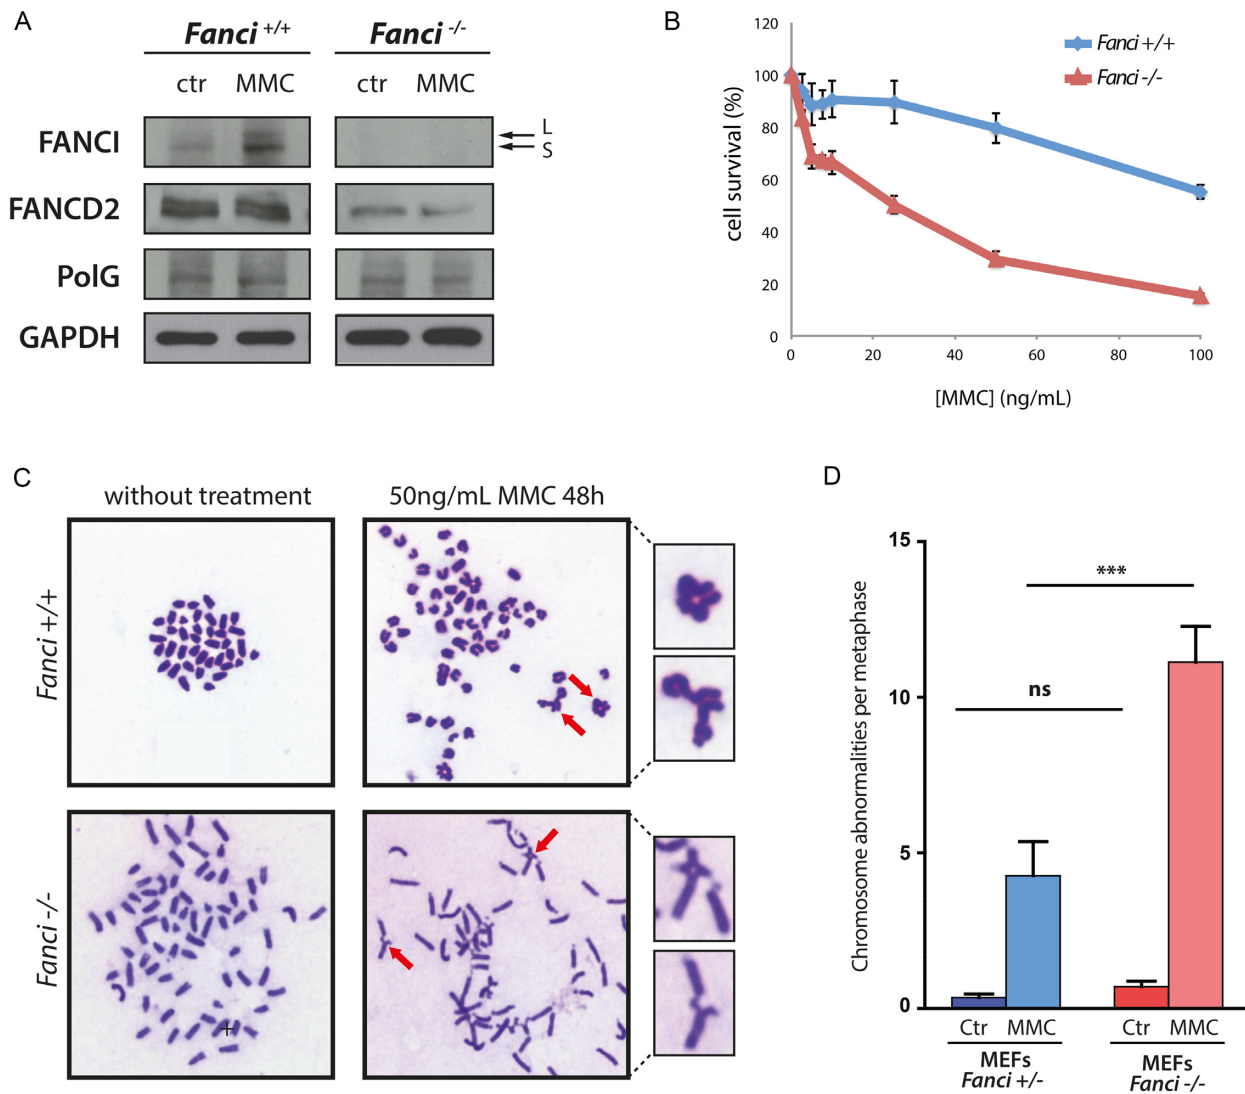 A
Fanci +/+ Fanci -/-
ctr MMC ctr MMC
FANCI
L
S
FANCD2
PolG
GAPDH
B
120
100
80
60
40
20
0
0 20 40 60 80 100
cell survival (%)
[MMC] (ng/mL)
Fanci +/+
Fanci -/-
C
without treatment 50ng/mL MMC 48h
Fanci +/+
Fanci -/-
D
15
10
5
0
Chromosome abnormalities per metaphase
***
ns
Ctr MMC Ctr MMC
MEFs MEFs
Fanci +/- Fanci -/-